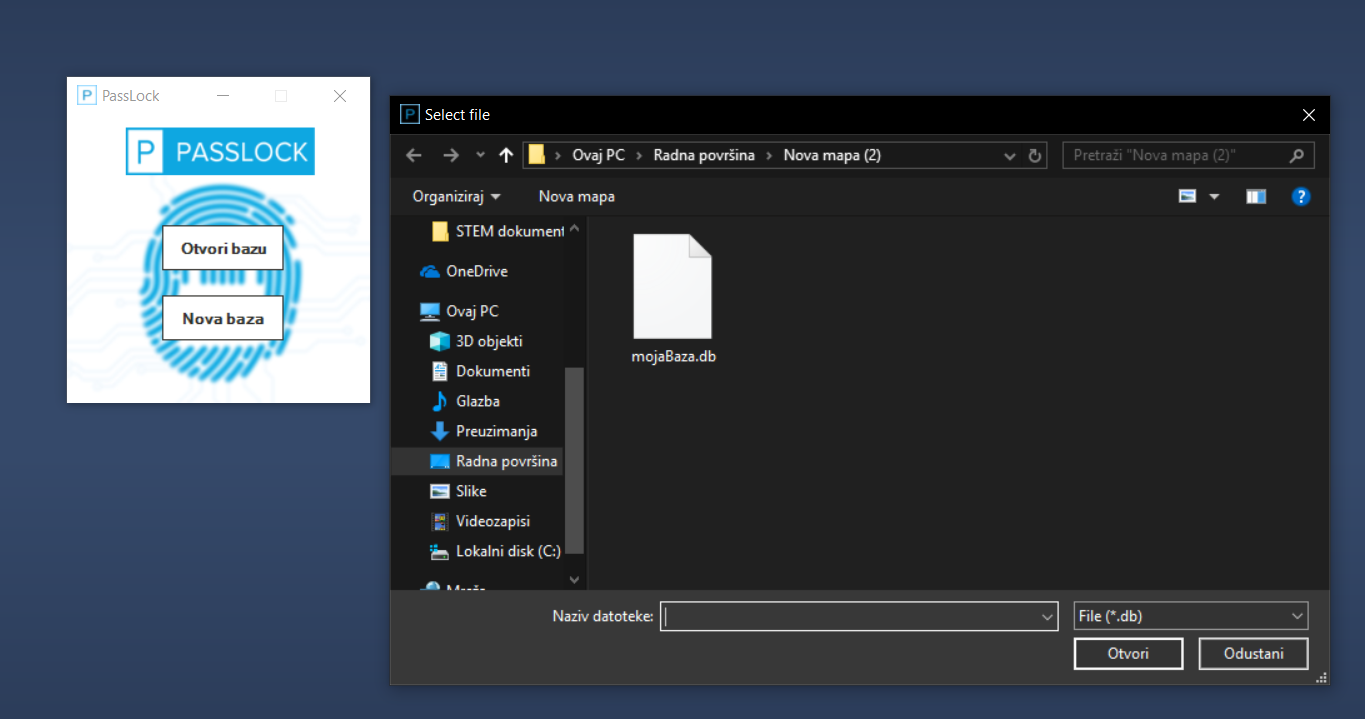 PassLock
P PASSLOCK
Otvori bazu
Nova baza
Select file
Ovaj PC > Radna površina > Nova mapa (2)
Pretraži "Nova mapa (2)"
Organiziraj
Nova mapa
STEM dokument
OneDrive
Ovaj PC
3D objekti
Dokumenti
Glazba
Preuzimanja
Radna površina
Slike
Videozapisi
Lokalni disk (C:)
mojaBaza.db
Naziv datoteke:
File (*.db)
Otvori
Odustani